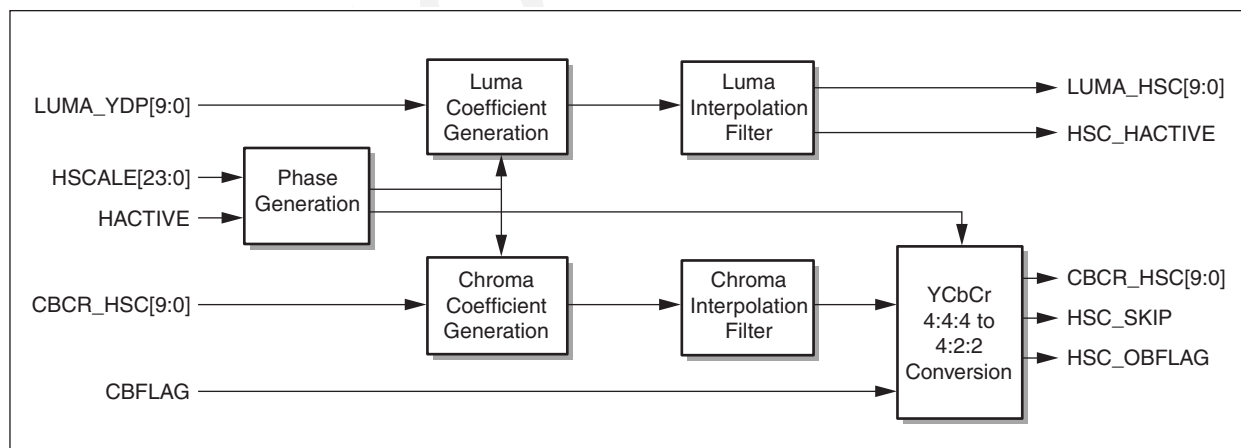 LUMA_YDP[9:0]
Luma
Coefficient
Generation
Luma
Interpolation
Filter
LUMA_HSC[9:0]
HSC_HACTIVE
HSCALE[23:0]
HACTIVE
Phase
Generation
CBCR_HSC[9:0]
Chroma
Coefficient
Generation
Chroma
Interpolation
Filter
YCbCr
4:4:4 to
4:2:2
Conversion
CBCR_HSC[9:0]
HSC_SKIP
HSC_OBFLAG
CBFLAG